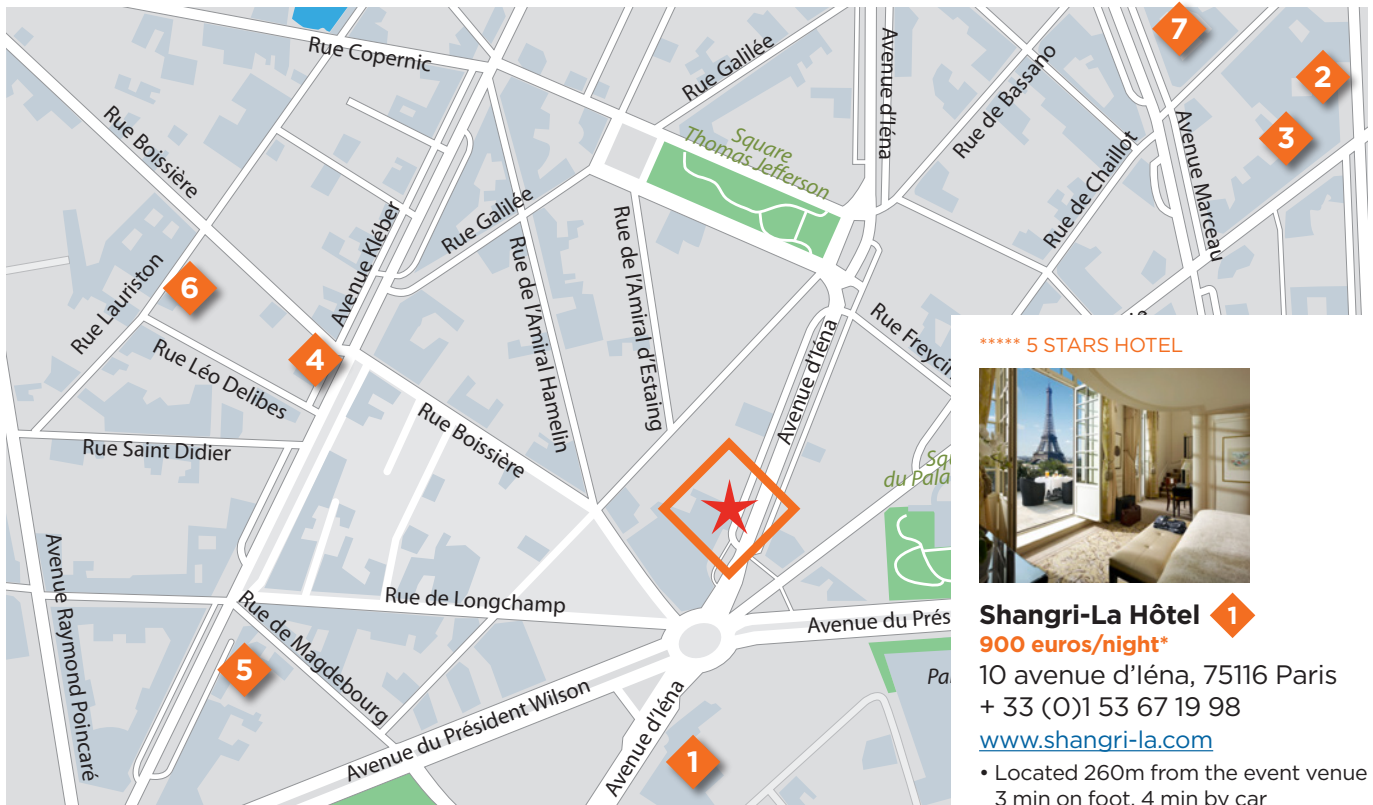 Rue Copernic
Rue Galilée
Avenue d'Iéna
Rue de Bassano
7
2
3
Rue Boissière
Square
Thomas Jefferson
Rue de Chaillot
Avenue Marceau
Avenue Kléber
Rue Galilée
Rue de l'Amiral Hamelin
Rue de l'Amiral d'Estaing
Rue Lauriston
6
4
Rue Léo Delibes
Avenue d'Iéna
Rue Freycin
Rue Saint Didier
Rue Boissière
du Pala
Avenue Raymond Poincaré
Rue de Longchamp
Rue de Magdebourg
5
Avenue du Prés
Avenue du Président Wilson
Avenue d'Iéna
1
***** 5 STARS HOTEL
Shangri-La Hôtel 1
900 euros/night*
10 avenue d'Iéna, 75116 Paris
+ 33 (0)1 53 67 19 98
www.shangri-la.com
• Located 260m from the event venue
3 min on foot, 4 min by car